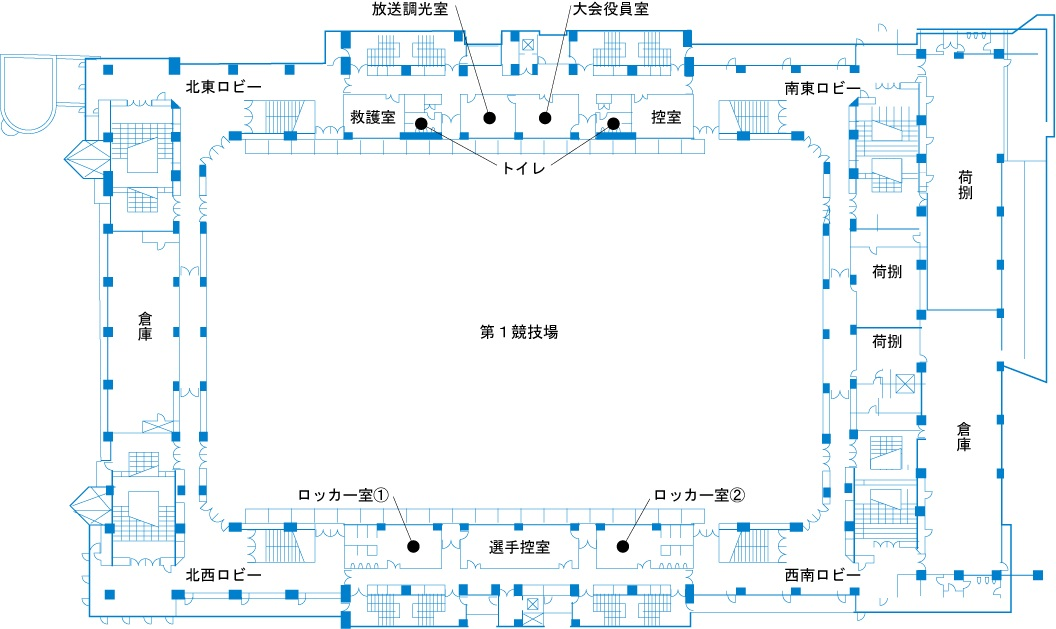 放送調光室
大会役員室
北東ロビー
南東ロビー
救護室
控室
トイレ
荷捌
荷捌
倉庫
第１競技場
荷捌
倉庫
ロッカー室①
ロッカー室②
選手控室
北西ロビー
西南ロビー